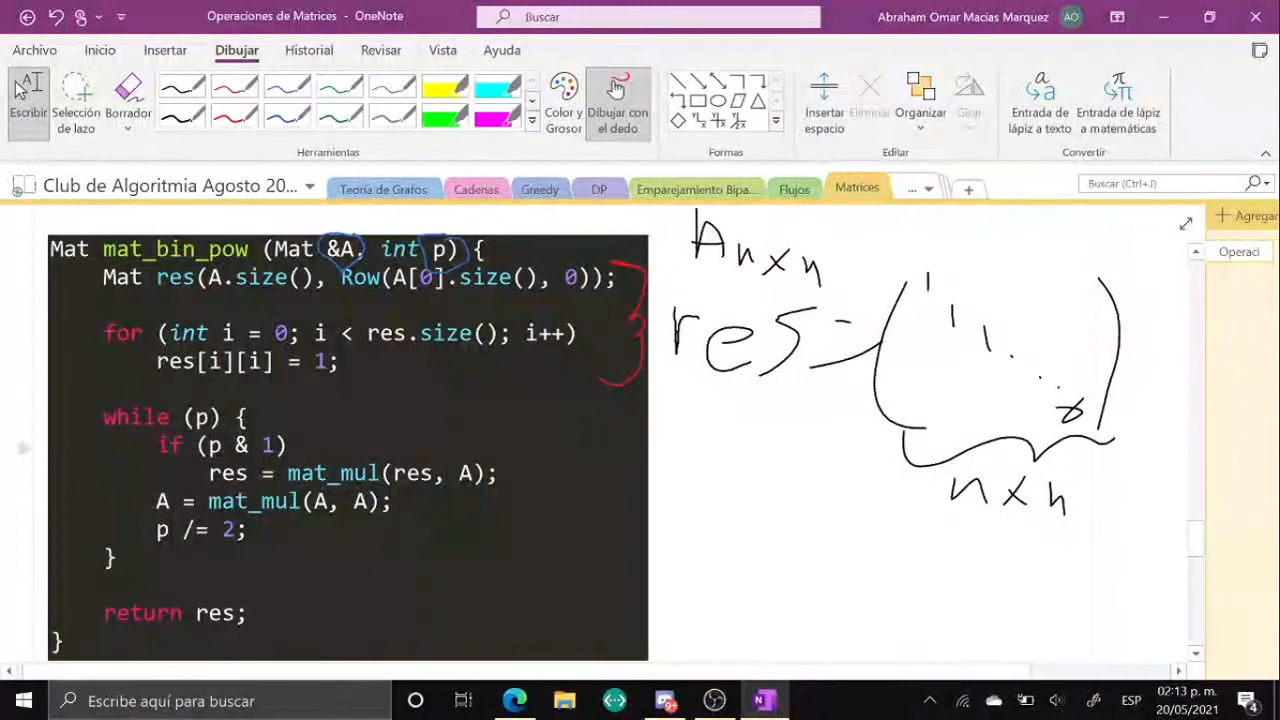 Operaciones de Matrices - OneNote
Buscar
Abraham Omar Macias Marquez AO
Archivo Inicio Insertar Dibujar Historial Revisar Vista Ayuda
Escribir
Selección de lazo
Borrador
Color y Grosor
Dibujar con el dedo
Insertar espacio
Eliminar
Organizar
Girar
Entrada de lápiz a texto
Entrada de lápiz a matemáticas
Herramientas Formas Editar Convertir
Club de Algoritmia Agosto 20... Teoría de Grafos Cadenas Greedy DP Emparejamiento Bipa... Flujos Matrices ... + Buscar (Ctrl+J)
+ Agregar
Operaci
Mat mat_bin_pow (Mat &A, int p) {
Mat res(A.size(), Row(A[0].size(), 0));
for (int i = 0; i < res.size(); i++)
res[i][i] = 1;
while (p) {
if (p & 1)
res = mat_mul(res, A);
A = mat_mul(A, A);
p /= 2;
}
return res;
}
A n x n
res = ( 1
1
1
)
n x n
Escribe aquí para buscar
9+
ESP
02:13 p. m.
20/05/2021
4